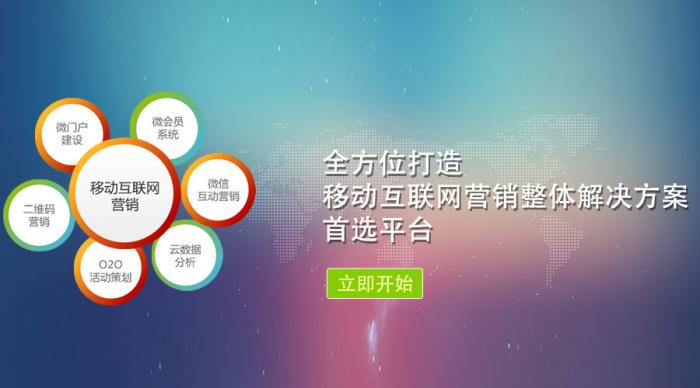 微门户
建设
微会员
系统
移动互联网
营销
微信
互动营销
二维码
营销
云数据
分析
O2O
活动策划
全方位打造
移动互联网营销整体解决方案
首选平台
立即开始